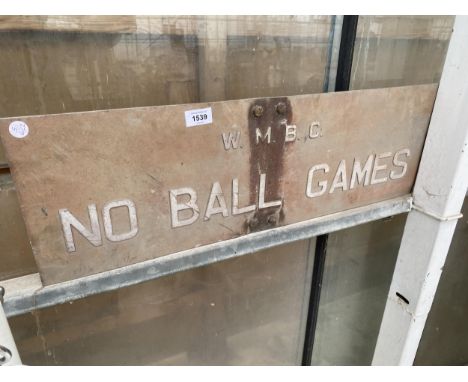 1539
W. M. B. C.
NO BALL GAMES